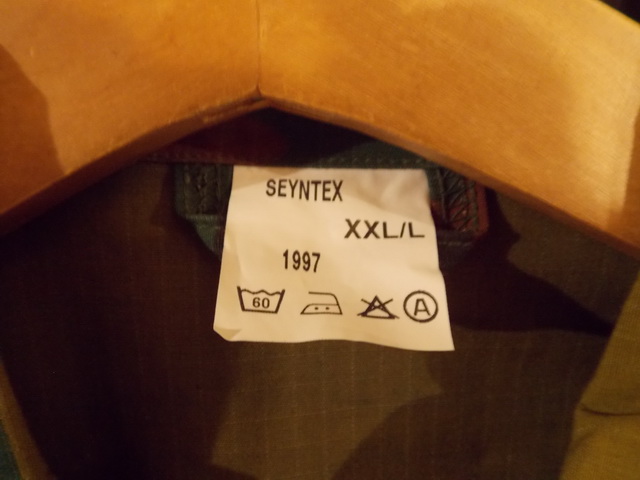 SEYNTEX
XXL/L
1997
60 A